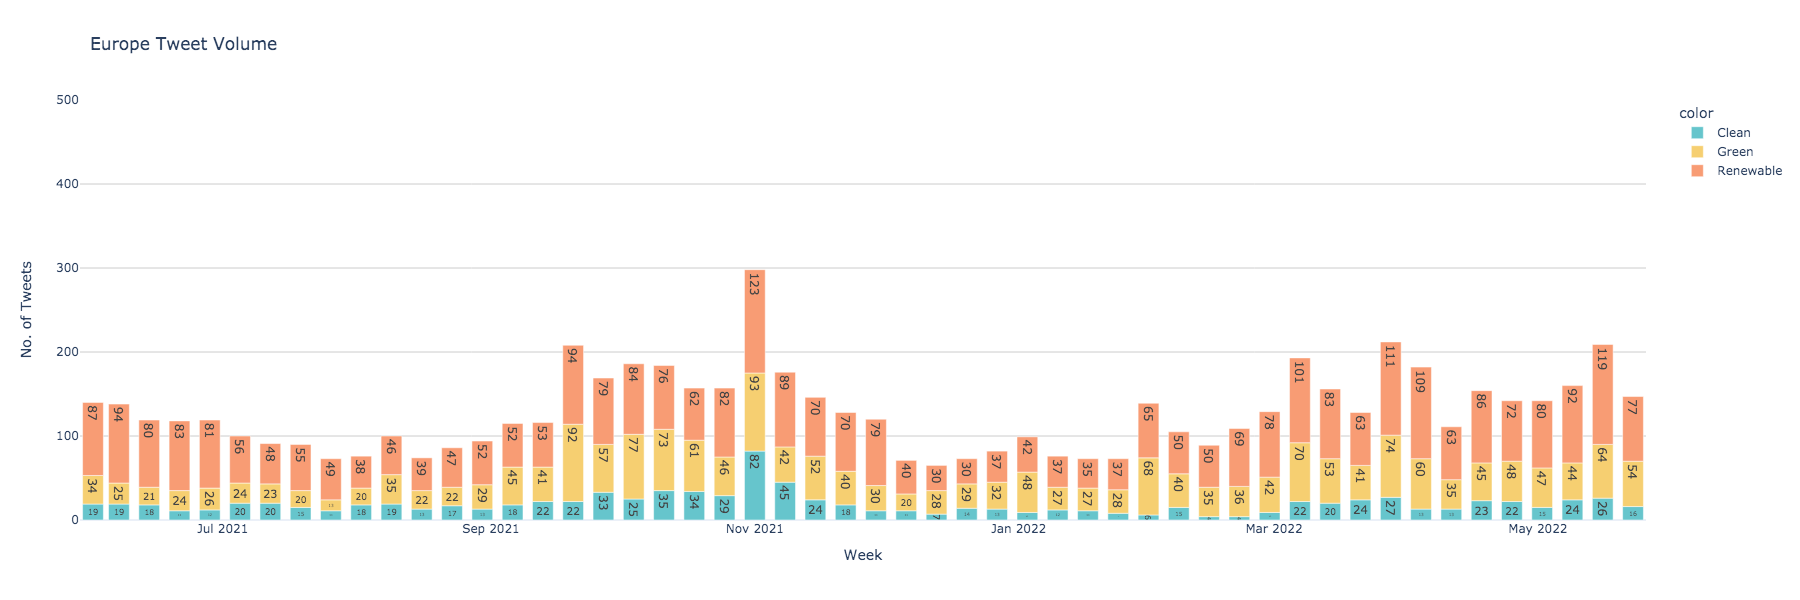 Europe Tweet Volume
color
Clean
Green
Renewable
No. of Tweets
500
400
300
200
100
0
87 94 80 83 81 56 48 55 49 38 46 39 47 52 52 53 94 79 84 76 62 82 123 89 70 70 79 40 30 30 37 42 37 35 37 65 50 50 69 78 101 83 63 111 109 63 86 72 80 92 119 77
34 25 21 24 26 24 23 20 20 35 22 22 29 45 41 92 57 77 73 61 46 93 42 52 40 30 20 28 29 32 48 27 27 28 68 40 35 36 42 70 53 41 74 60 35 45 48 47 44 64 54
19 19 18 20 20 15 18 19 17 18 22 22 33 25 35 34 29 82 45 24 18 7 14 6 15 22 20 24 27 23 22 15 24 26 16
Jul 2021
Sep 2021
Nov 2021
Jan 2022
Mar 2022
May 2022
Week